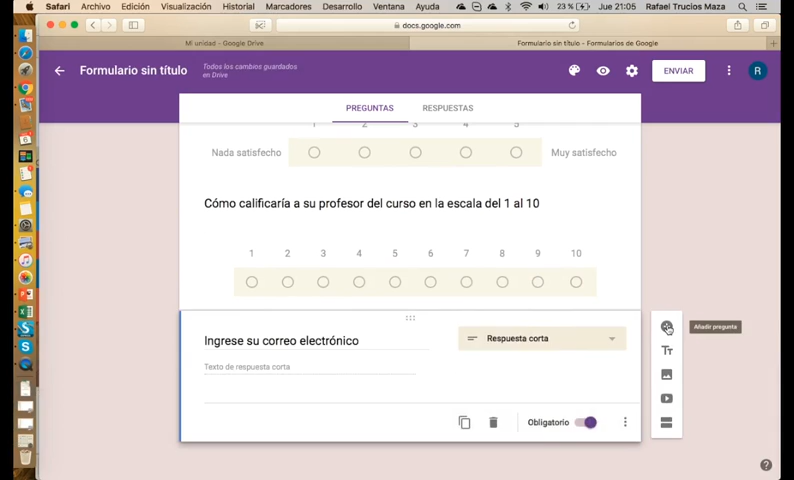 Safari Archivo Edición Visualización Historial Marcadores Desarrollo Ventana Ayuda 23 % Jue 21:05 Rafael Trucios Maza
docs.google.com
Mi unidad - Google Drive
Formulario sin título - Formularios de Google
Formulario sin título
Todos los cambios guardados
en Drive
ENVIAR
R
PREGUNTAS RESPUESTAS
1 2 3 4 5
Nada satisfecho Muy satisfecho
Cómo calificaría a su profesor del curso en la escala del 1 al 10
1 2 3 4 5 6 7 8 9 10
Ingrese su correo electrónico
Respuesta corta
Texto de respuesta corta
Añadir pregunta
Tт
Obligatorio